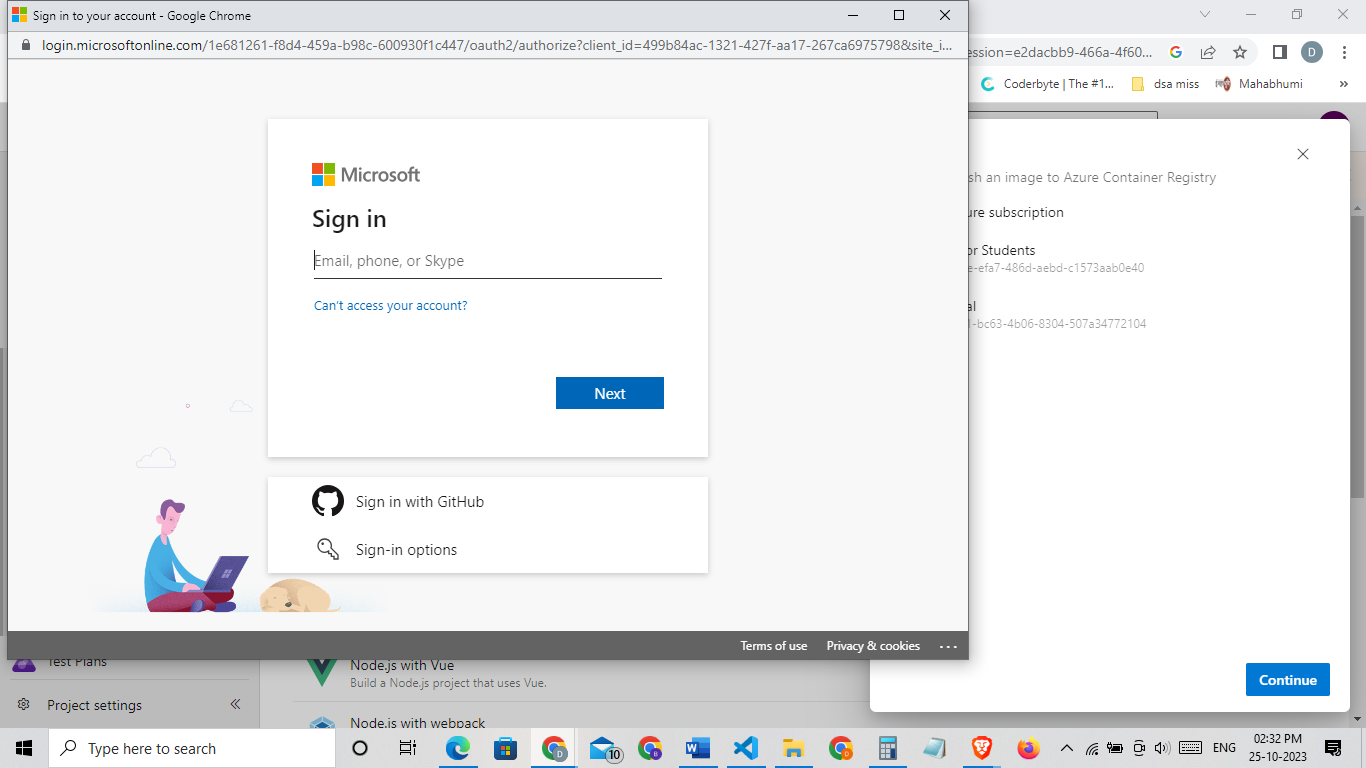 Sign in to your account - Google Chrome
login.microsoftonline.com/1e681261-f8d4-459a-b98c-600930f1c447/oauth2/authorize?client_id=499b84ac-1321-427f-aa17-267ca6975798&site_i...
ession=e2dacbb9-466a-4f60...
D
Coderbyte | The #1...
dsa miss
Mahabhumi
»
Microsoft
Sign in
Email, phone, or Skype
Can't access your account?
Next
Sign in with GitHub
Sign-in options
Terms of use
Privacy & cookies
...
sh an image to Azure Container Registry
ure subscription
or Students
e-efa7-486d-aebd-c1573aab0e40
al
1-bc63-4b06-8304-507a34772104
Continue
Test Plans
Project settings
Node.js with Vue
Build a Node.js project that uses Vue.
Node.js with webpack
Type here to search
10
ENG
02:32 PM
25-10-2023